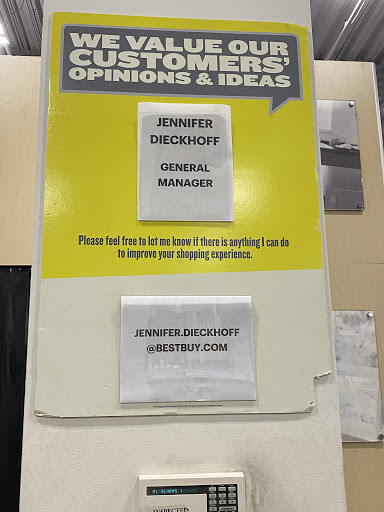 WE VALUE OUR
CUSTOMERS'
OPINIONS & IDEAS
JENNIFER
DIECKHOFF
GENERAL
MANAGER
Please feel free to let me know if there is anything I can do
to improve your shopping experience.
JENNIFER.DIECKHOFF
@BESTBUY.COM
INSPECTED